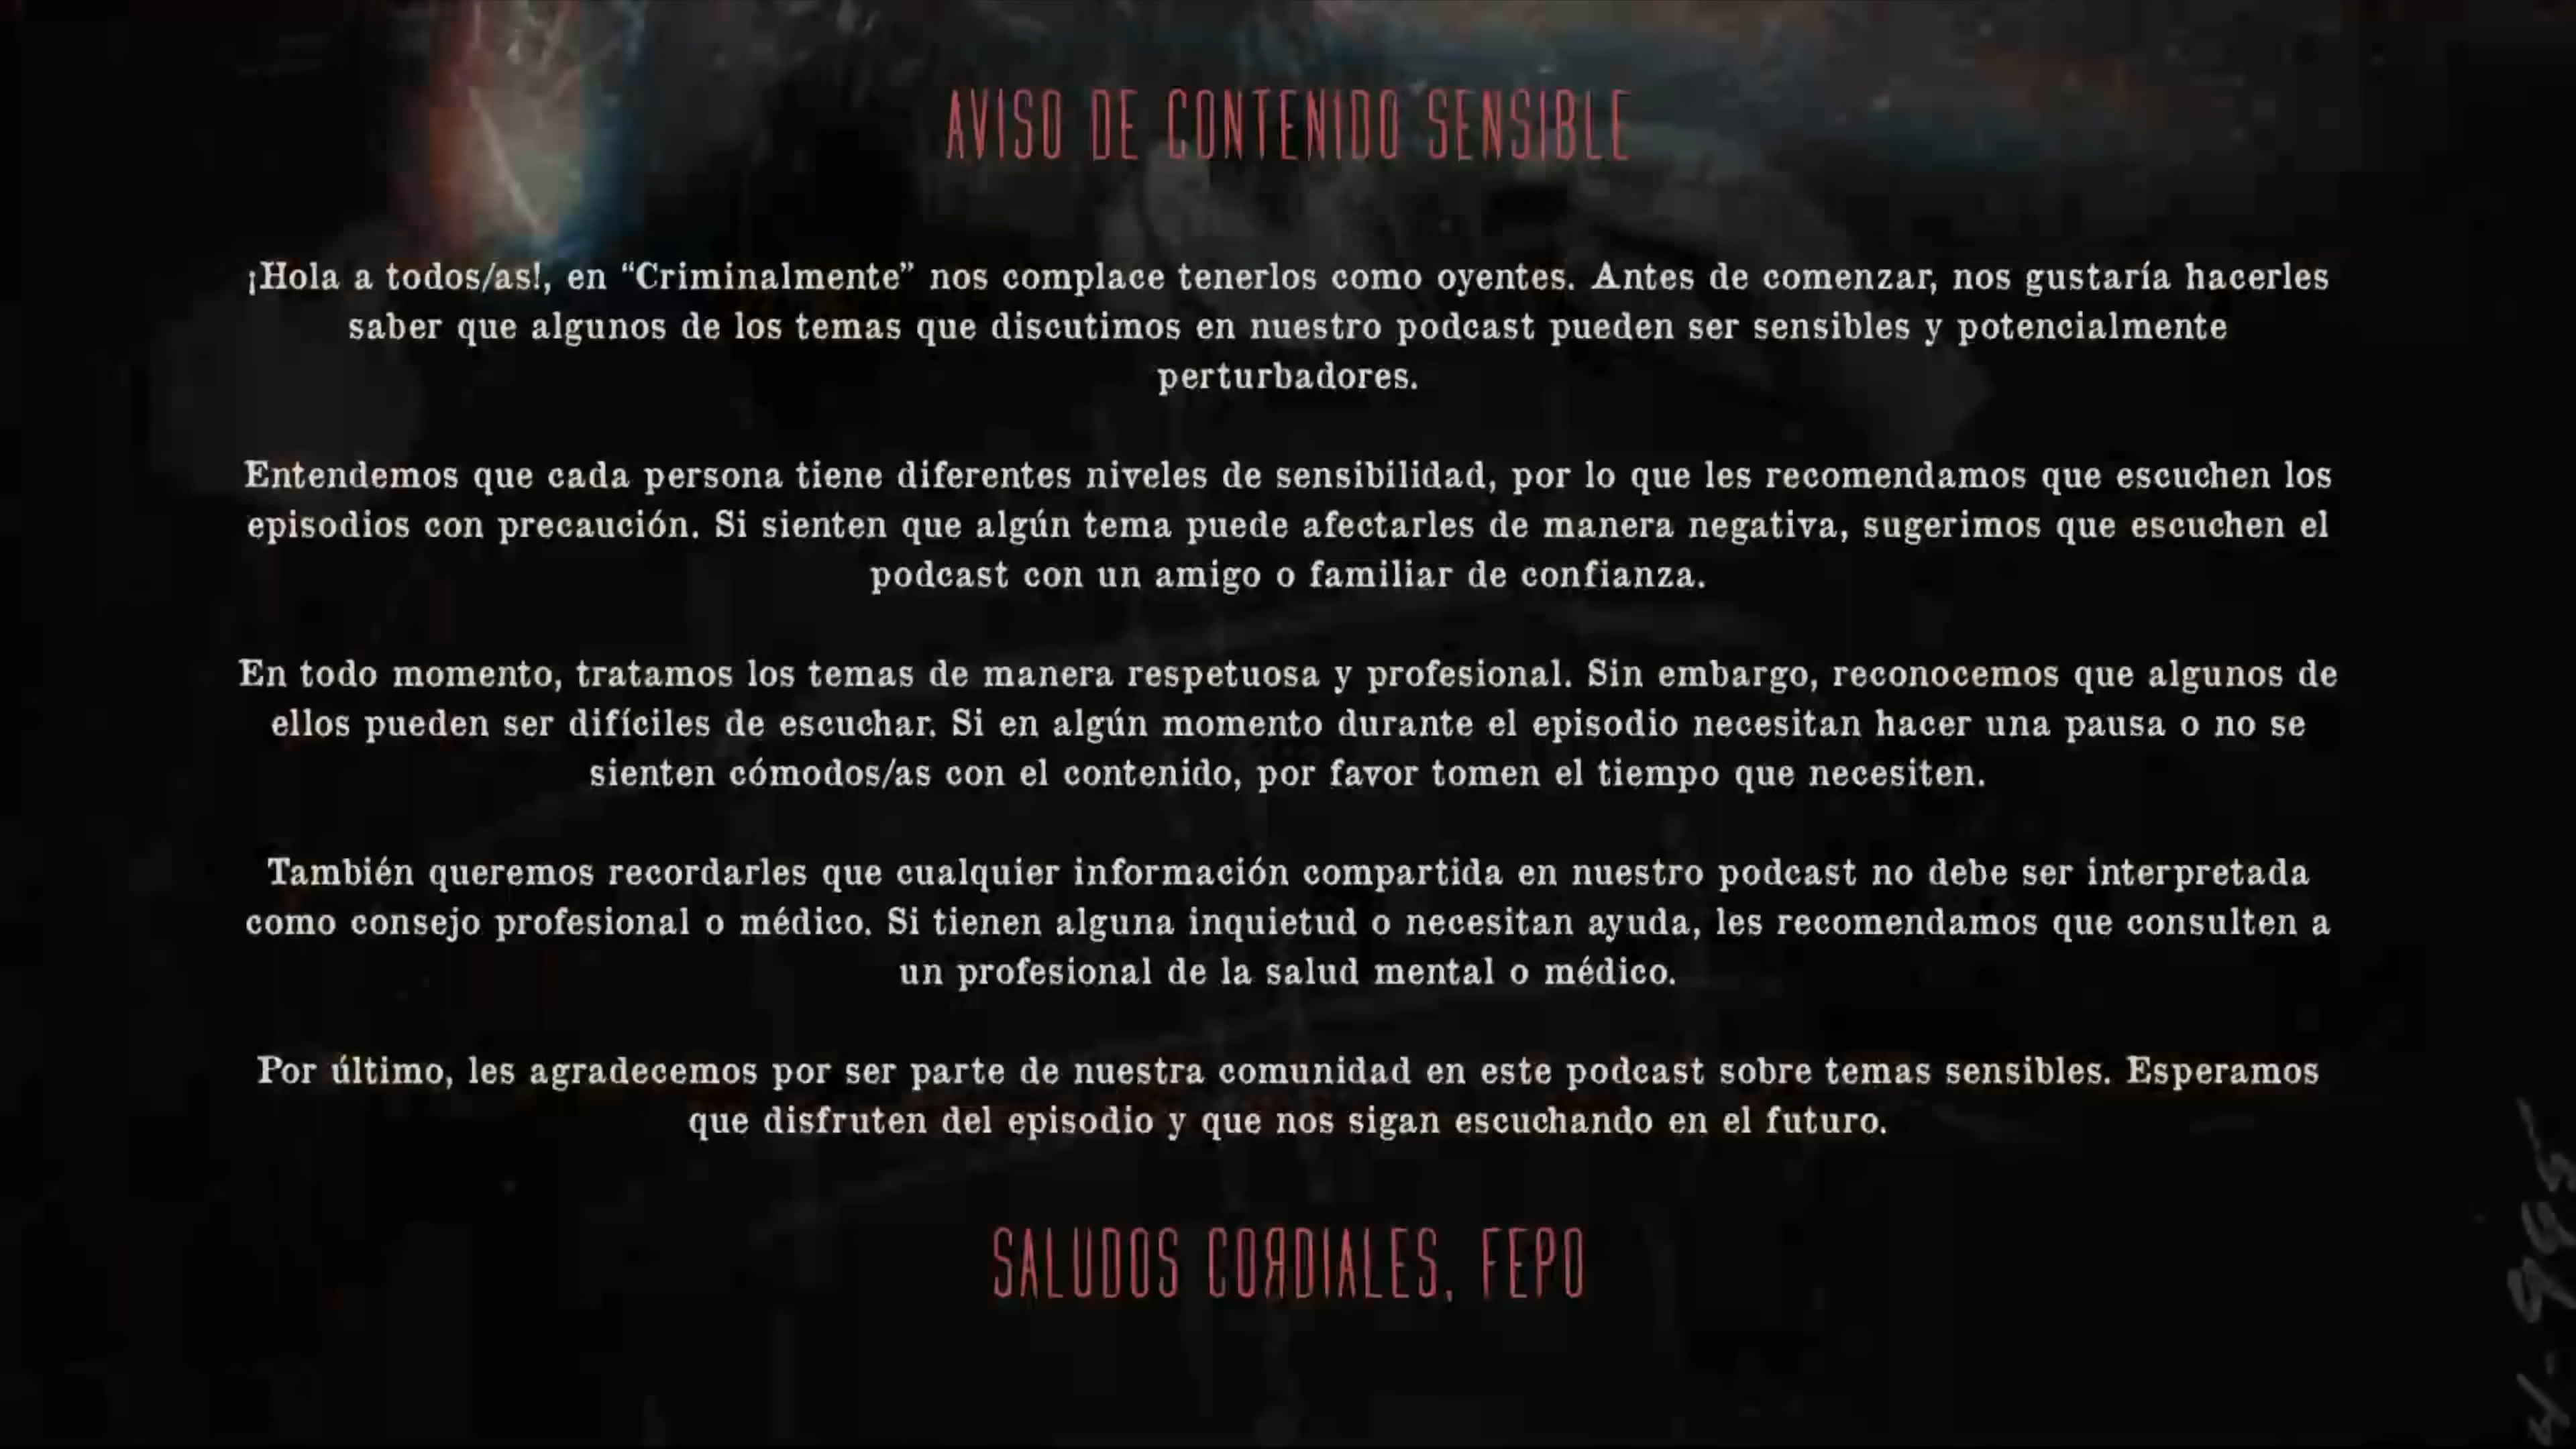 AVISO DE CONTENIDO SENSIBLE
¡Hola a todos/as!, en “Criminalmente” nos complace tenerlos como oyentes. Antes de comenzar, nos gustaría hacerles
saber que algunos de los temas que discutimos en nuestro podcast pueden ser sensibles y potencialmente
perturbadores.
Entendemos que cada persona tiene diferentes niveles de sensibilidad, por lo que les recomendamos que escuchen los
episodios con precaución. Si sienten que algún tema puede afectarles de manera negativa, sugerimos que escuchen el
podcast con un amigo o familiar de confianza.
En todo momento, tratamos los temas de manera respetuosa y profesional. Sin embargo, reconocemos que algunos de
ellos pueden ser difíciles de escuchar. Si en algún momento durante el episodio necesitan hacer una pausa o no se
sienten cómodos/as con el contenido, por favor tomen el tiempo que necesiten.
También queremos recordarles que cualquier información compartida en nuestro podcast no debe ser interpretada
como consejo profesional o médico. Si tienen alguna inquietud o necesitan ayuda, les recomendamos que consulten a
un profesional de la salud mental o médico.
Por último, les agradecemos por ser parte de nuestra comunidad en este podcast sobre temas sensibles. Esperamos
que disfruten del episodio y que nos sigan escuchando en el futuro.
SALUDOS COЯDIALES, FEPO